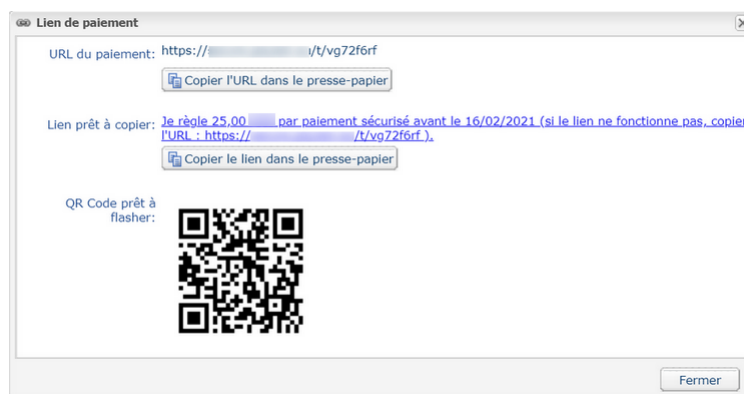 Lien de paiement
URL du paiement: https:// /t/vg72f6rf
Copier l'URL dans le presse-papier
Lien prêt à copier: Je règle 25,00 par paiement sécurisé avant le 16/02/2021 (si le lien ne fonctionne pas, copier
l'URL : https:// /t/vg72f6rf ).
Copier le lien dans le presse-papier
QR Code prêt à
flasher:
Fermer